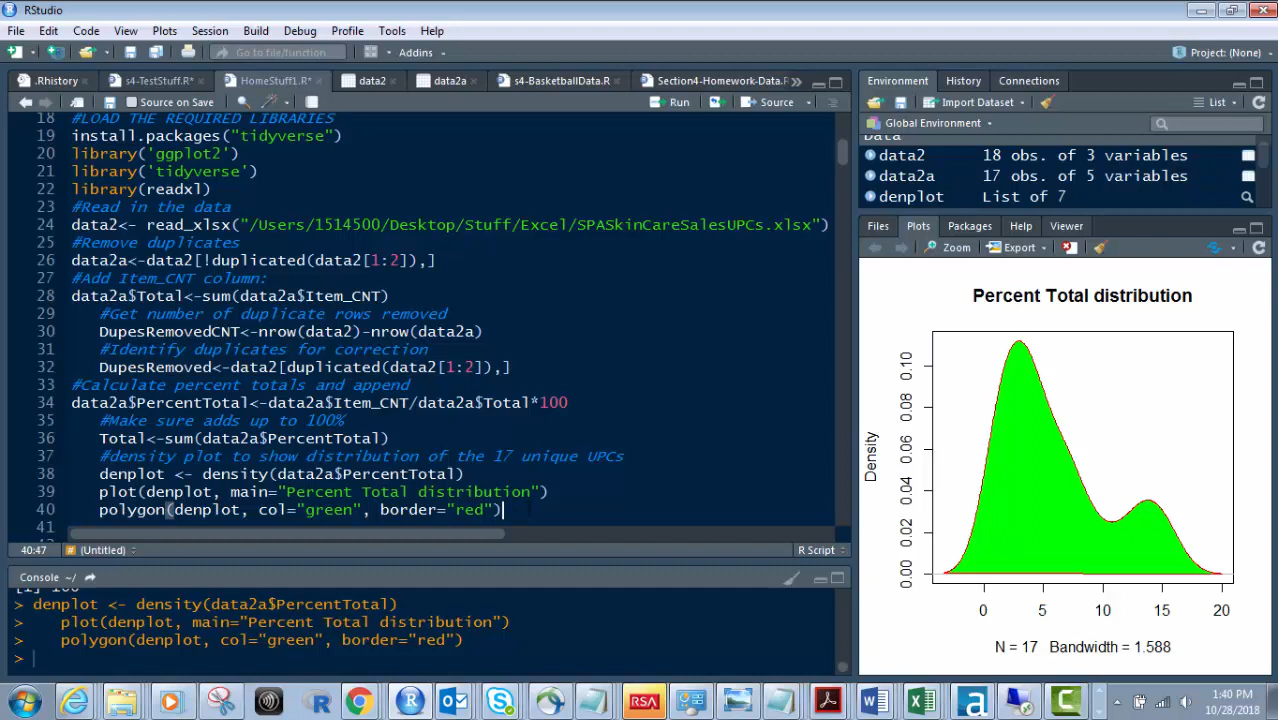 RStudio
File Edit Code View Plots Session Build Debug Profile Tools Help
Go to file/function Addins Project: (None)
.Rhistory s4-TestStuff.R* HomeStuff1.R* data2 data2a s4-BasketballData.R Section4-Homework-Data.
Source on Save Run Source
18 #LOAD THE REQUIRED LIBRARIES
19 install.packages("tidyverse")
20 library('ggplot2')
21 library('tidyverse')
22 library(readxl)
23 #Read in the data
24 data2<- read_xlsx("/Users/1514500/Desktop/Stuff/Excel/SPASkinCareSalesUPCs.xlsx")
25 #Remove duplicates
26 data2a<-data2[!duplicated(data2[1:2]),]
27 #Add Item_CNT column:
28 data2a$Total<-sum(data2a$Item_CNT)
29 #Get number of duplicate rows removed
30 DupesRemovedCNT<-nrow(data2)-nrow(data2a)
31 #Identify duplicates for correction
32 DupesRemoved<-data2[duplicated(data2[1:2]),]
33 #Calculate percent totals and append
34 data2a$PercentTotal<-data2a$Item_CNT/data2a$Total*100
35 #Make sure adds up to 100%
36 Total<-sum(data2a$PercentTotal)
37 #density plot to show distribution of the 17 unique UPCs
38 denplot <- density(data2a$PercentTotal)
39 plot(denplot, main="Percent Total distribution")
40 polygon(denplot, col="green", border="red")
41
40:47 # (Untitled) R Script
Console ~/
[1] 100
> denplot <- density(data2a$PercentTotal)
> plot(denplot, main="Percent Total distribution")
> polygon(denplot, col="green", border="red")
>
Environment History Connections
Import Dataset List
Global Environment
Data
data2 18 obs. of 3 variables
data2a 17 obs. of 5 variables
denplot List of 7
Files Plots Packages Help Viewer
Zoom Export
Percent Total distribution
Density
0.00 0.02 0.04 0.06 0.08 0.10
0 5 10 15 20
N = 17 Bandwidth = 1.588
RSA
1:40 PM
10/28/2018